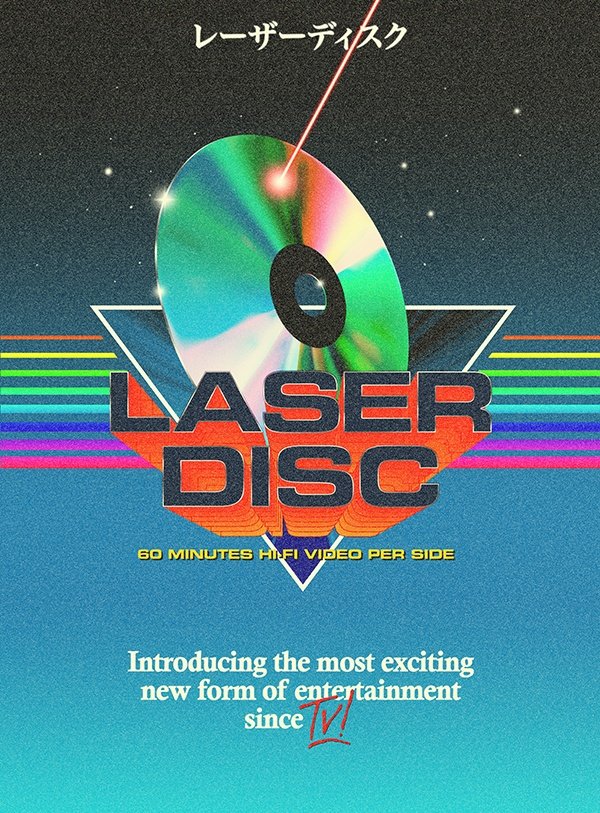 レーザーディスク
LASER
DISC
60 MINUTES HI-FI VIDEO PER SIDE
Introducing the most exciting
new form of entertainment
since TV!